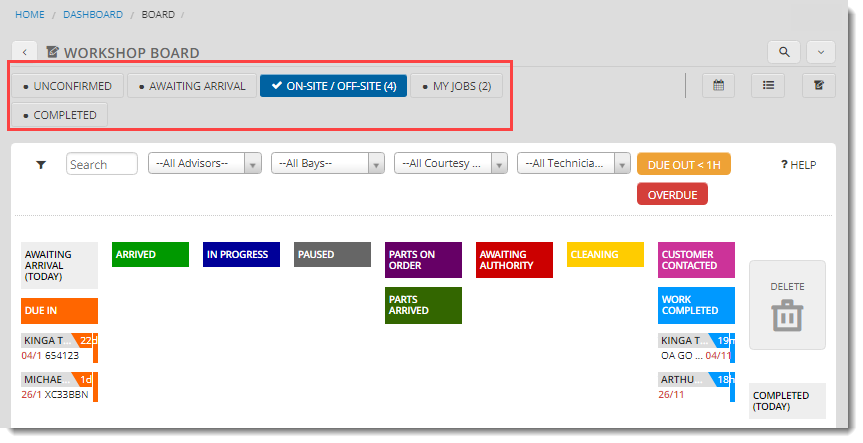 HOME / DASHBOARD / BOARD /
WORKSHOP BOARD
UNCONFIRMED
AWAITING ARRIVAL
ON-SITE / OFF-SITE (4)
MY JOBS (2)
COMPLETED
Search
--All Advisors--
--All Bays--
--All Courtesy ...
--All Technicia...
DUE OUT < 1H
? HELP
OVERDUE
AWAITING
ARRIVAL
(TODAY)
ARRIVED
IN PROGRESS
PAUSED
PARTS ON
ORDER
AWAITING
AUTHORITY
CLEANING
CUSTOMER
CONTACTED
DELETE
DUE IN
PARTS
ARRIVED
WORK
COMPLETED
KINGA T... 22d
04/1 654123
MICHAE... 1d
26/1 XC33BBN
KINGA T... 19m
OA GO ... 04/11
ARTHU... 18h
26/11
COMPLETED
(TODAY)